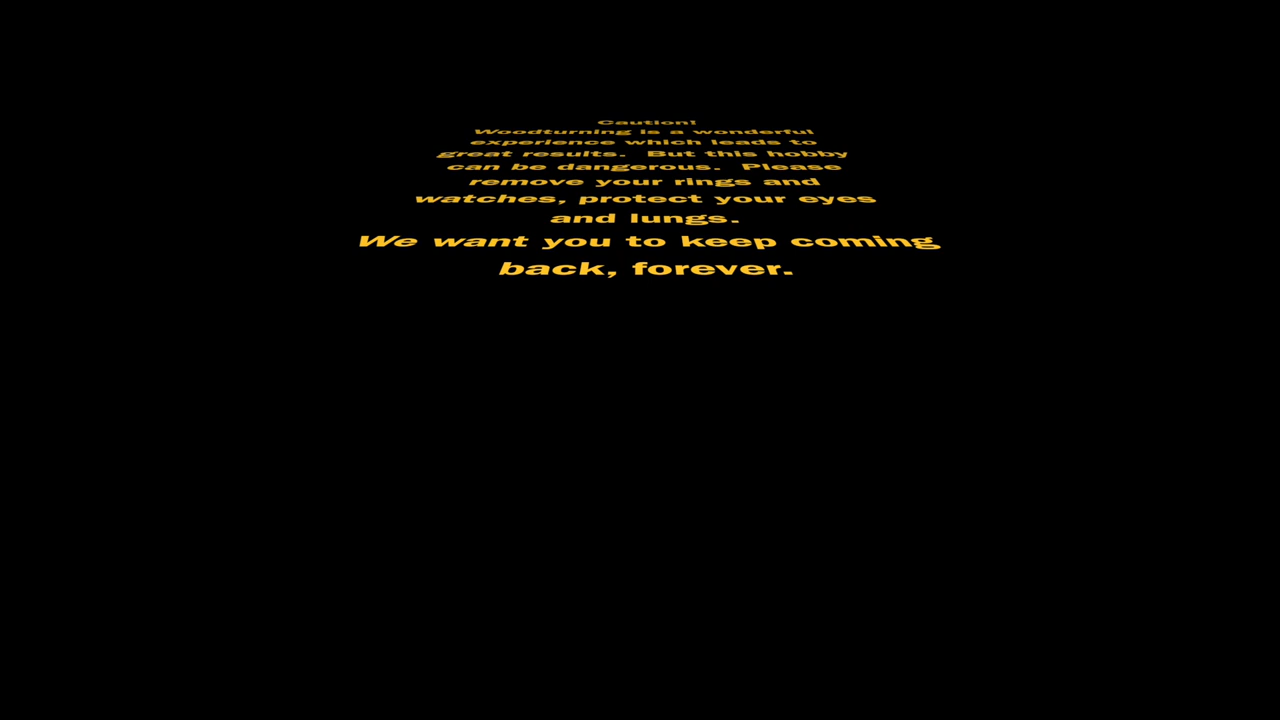 Caution!
Woodturning is a wonderful
experience which leads to
great results.  But this hobby
can be dangerous.  Please
remove your rings and
watches, protect your eyes
and lungs.
We want you to keep coming
back, forever.